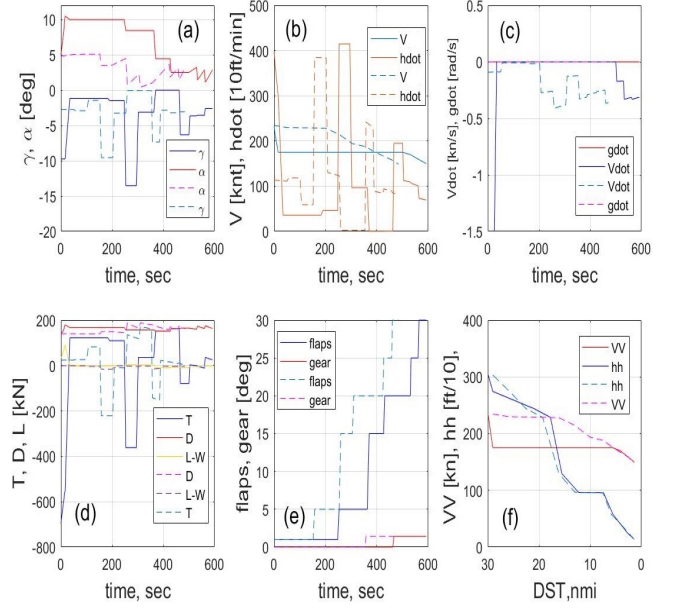 (a)
γ, α [deg]
10
5
0
-5
-10
-15
-20
0 200 400 600
time, sec
γ
α
α
γ
(b)
V [knt], hdot [10ft/min]
500
400
300
200
100
0
0 200 400 600
time, sec
V
hdot
V
hdot
(c)
Vdot [kn/s], gdot [rad/s]
0
-0.5
-1
-1.5
0 200 400 600
time, sec
gdot
Vdot
Vdot
gdot
T, D, L [kN]
200
0
-200
-400
-600
-800
0 200 400 600
time, sec
T
D
L-W
D
L-W
T
(d)
flaps, gear [deg]
30
25
20
15
10
5
0
0 200 400 600
time, sec
flaps
gear
flaps
gear
(e)
VV [kn], hh [ft/10],
400
300
200
100
0
30 20 10 0
DST,nmi
VV
hh
hh
VV
(f)